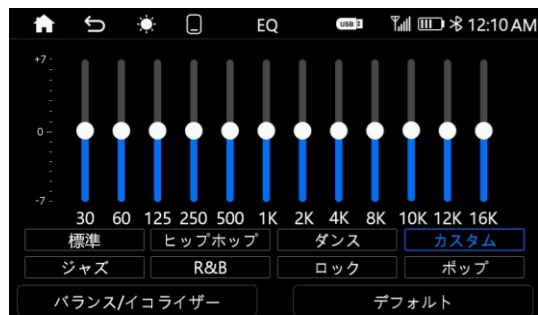 EQ USB 12:10 AM
+7
0
-7
30 60 125 250 500 1K 2K 4K 8K 10K 12K 16K
標準 ヒップホップ ダンス カスタム
ジャズ R&B ロック ポップ
バランス/イコライザー デフォルト